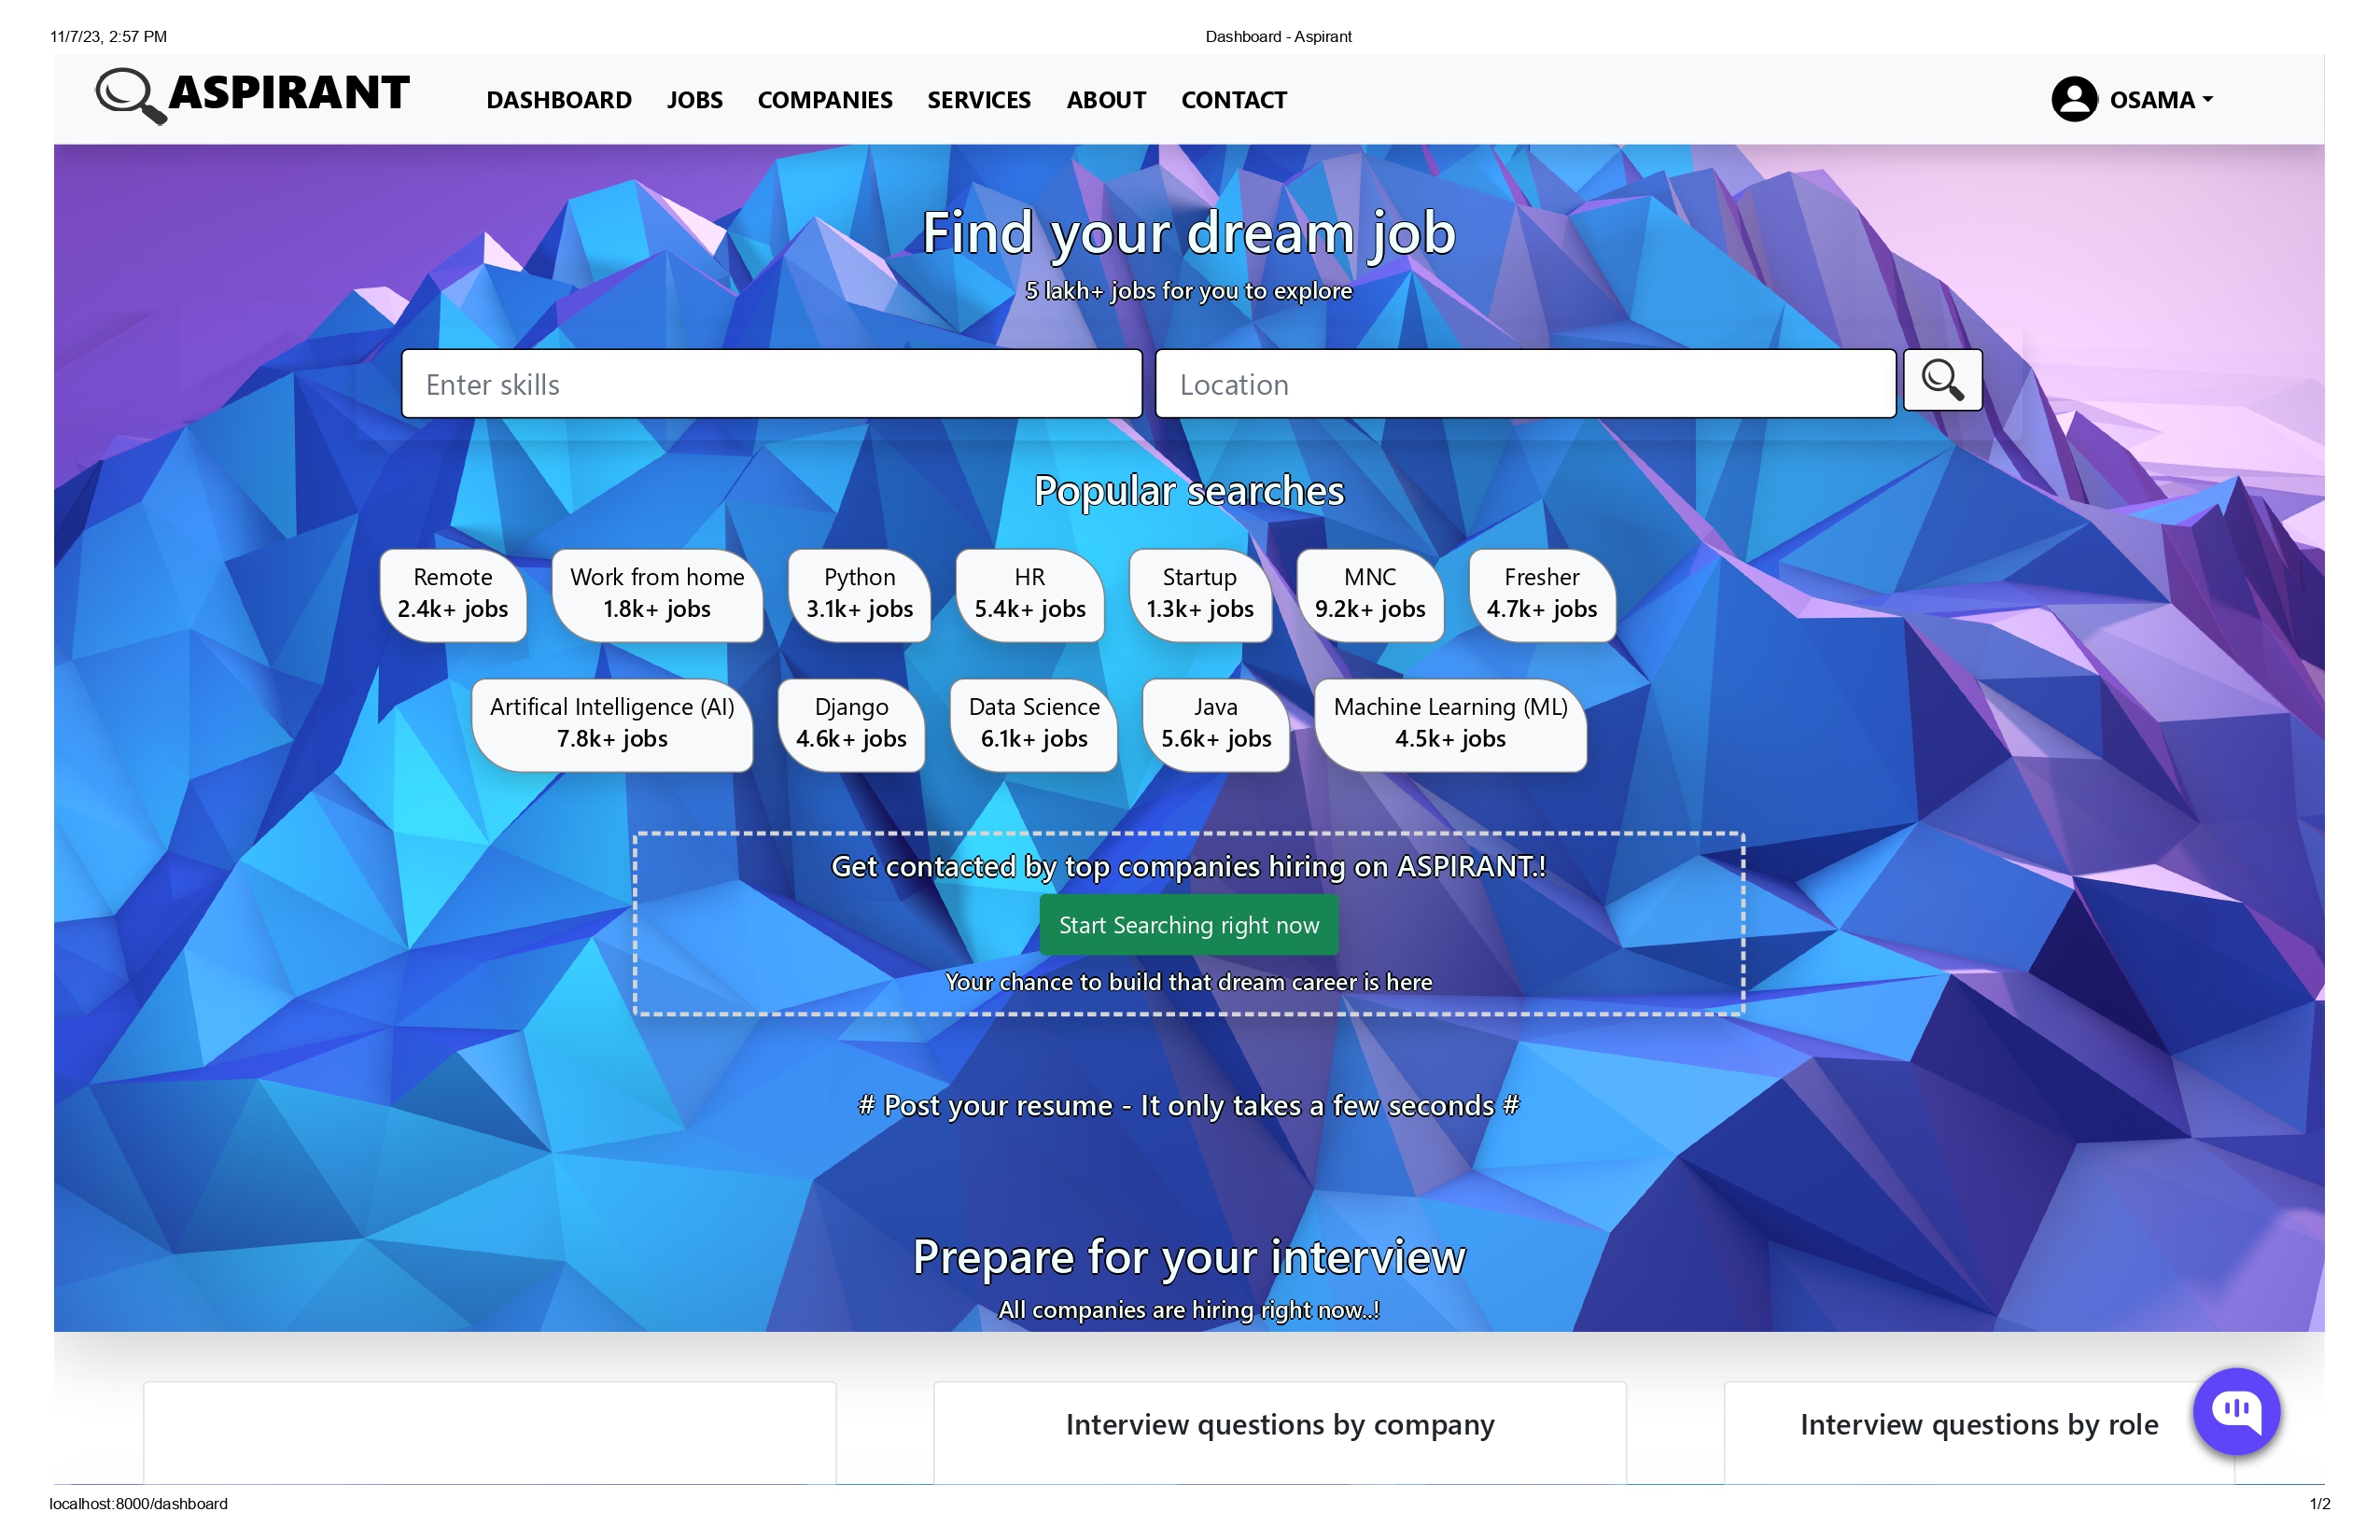 11/7/23, 2:57 PM
Dashboard - Aspirant
ASPIRANT
DASHBOARD JOBS COMPANIES SERVICES ABOUT CONTACT
OSAMA
Find your dream job
5 lakh+ jobs for you to explore
Enter skills
Location
Popular searches
Remote
2.4k+ jobs
Work from home
1.8k+ jobs
Python
3.1k+ jobs
HR
5.4k+ jobs
Startup
1.3k+ jobs
MNC
9.2k+ jobs
Fresher
4.7k+ jobs
Artifical Intelligence (AI)
7.8k+ jobs
Django
4.6k+ jobs
Data Science
6.1k+ jobs
Java
5.6k+ jobs
Machine Learning (ML)
4.5k+ jobs
Get contacted by top companies hiring on ASPIRANT.!
Start Searching right now
Your chance to build that dream career is here
# Post your resume - It only takes a few seconds #
Prepare for your interview
All companies are hiring right now..!
Interview questions by company
Interview questions by role
localhost:8000/dashboard
1/2